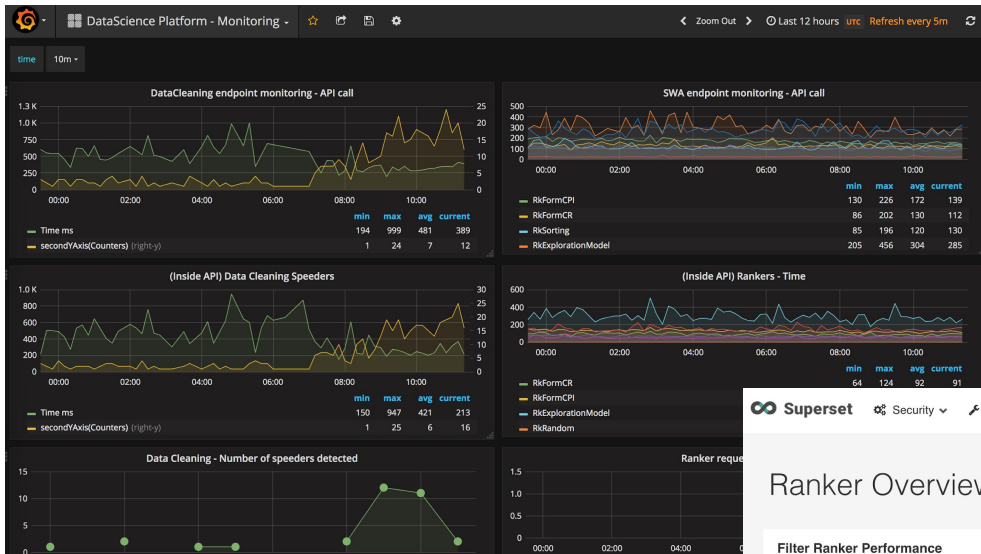 DataScience Platform - Monitoring
Zoom Out Last 12 hours UTC Refresh every 5m
time 10m
DataCleaning endpoint monitoring - API call
1.3 K
1.0 K
750
500
250
0
25
20
15
10
5
0
00:00 02:00 04:00 06:00 08:00 10:00
min max avg current
Time ms 194 999 481 389
secondYAxis(Counters) (right-y) 1 24 7 12
SWA endpoint monitoring - API call
500
400
300
200
100
0
00:00 02:00 04:00 06:00 08:00 10:00
min max avg current
RkFormCPI 130 226 172 139
RkFormCR 86 202 130 112
RkSorting 85 196 120 130
RkExplorationModel 205 456 304 285
(Inside API) Data Cleaning Speeders
1.0 K
800
600
400
200
0
30
25
20
15
10
5
0
00:00 02:00 04:00 06:00 08:00 10:00
min max avg current
Time ms 150 947 421 213
secondYAxis(Counters) (right-y) 1 25 6 16
(Inside API) Rankers - Time
600
400
200
0
00:00 02:00 04:00 06:00 08:00 10:00
min max avg current
RkFormCR 64 124 92 91
RkFormCPI
RkExplorationModel
RkRandom
Data Cleaning - Number of speeders detected
15
10
5
0
Ranker reque
1.5
1.0
0.5
0
00:00 02:00 04:00
Superset Security
Ranker Overview
Filter Ranker Performance